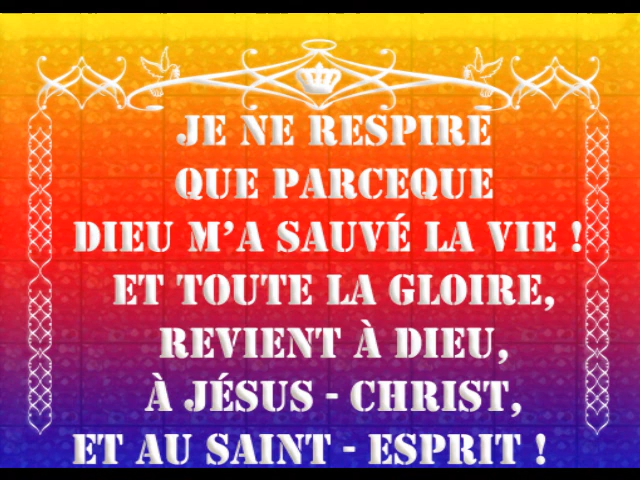 JE NE RESPIRE
QUE PARCEQUE
DIEU M'A SAUVÉ LA VIE !
ET TOUTE LA GLOIRE,
REVIENT À DIEU,
À JÉSUS - CHRIST,
ET AU SAINT - ESPRIT !